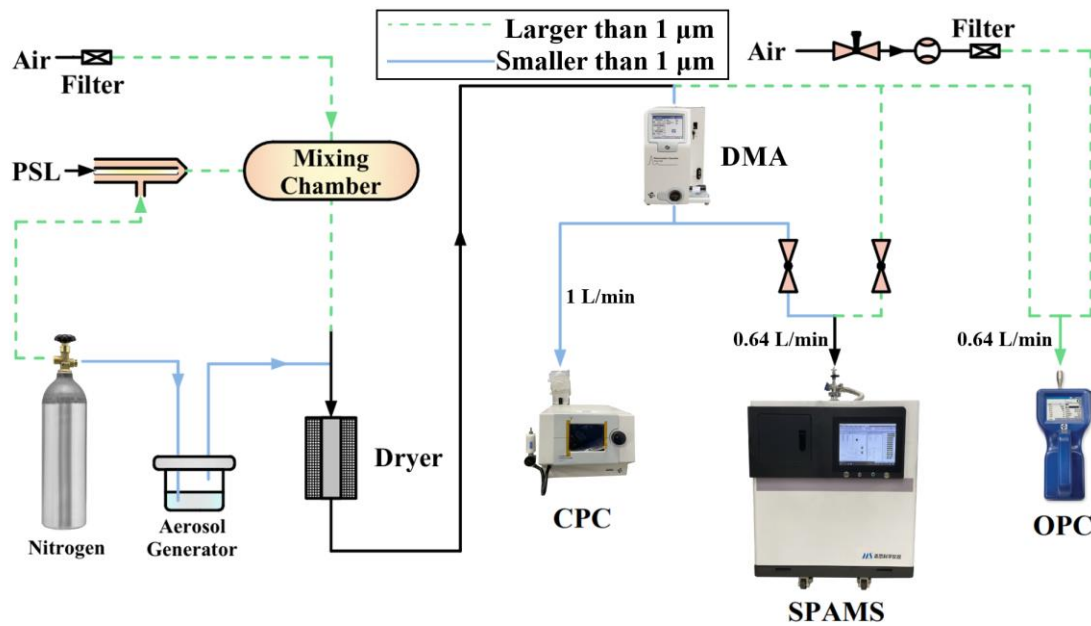 Larger than 1 μm
Smaller than 1 μm
Air
Filter
Air
Filter
PSL
Mixing
Chamber
DMA
1 L/min
0.64 L/min
0.64 L/min
Nitrogen
Aerosol
Generator
Dryer
CPC
SPAMS
OPC